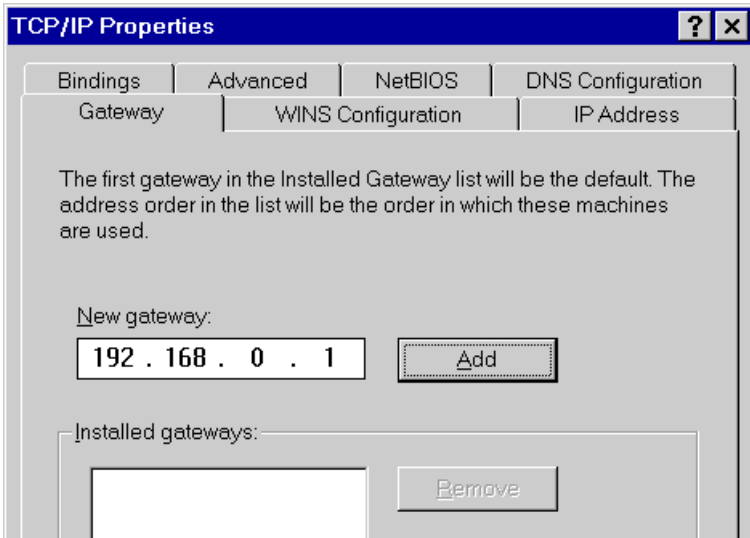 TCP/IP Properties
? ×
Bindings Advanced NetBIOS DNS Configuration
Gateway WINS Configuration IP Address
The first gateway in the Installed Gateway list will be the default. The
address order in the list will be the order in which these machines
are used.
New gateway:
192 . 168 . 0 . 1 Add
Installed gateways:
Remove